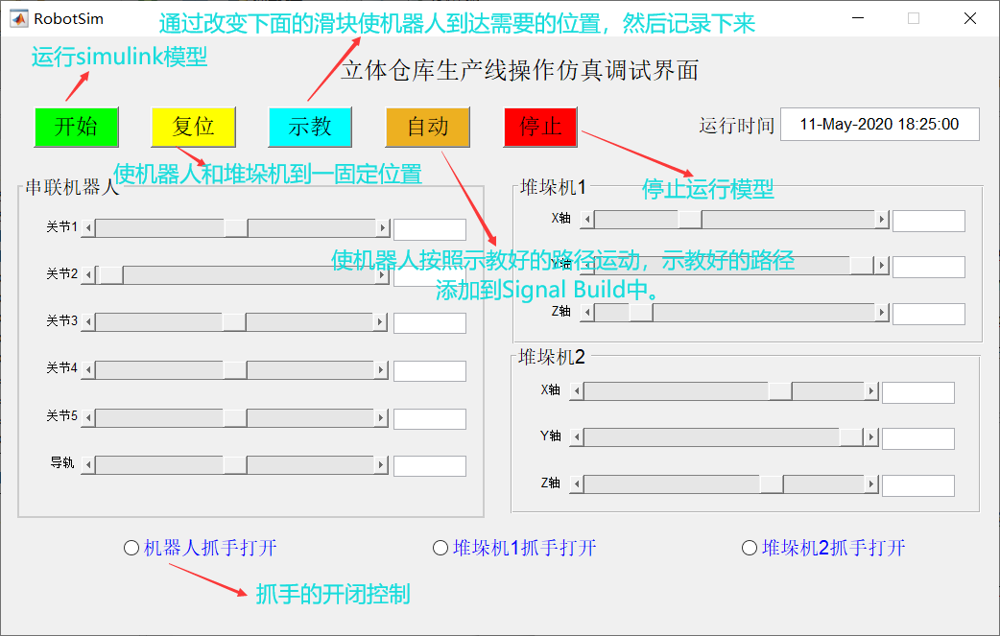 RobotSim
通过改变下面的滑块使机器人到达需要的位置，然后记录下来
运行simulink模型
立体仓库生产线操作仿真调试界面
开始
复位
示教
自动
停止
运行时间
11-May-2020 18:25:00
使机器人和堆垛机到一固定位置
停止运行模型
串联机器人
关节1
关节2
关节3
关节4
关节5
导轨
使机器人按照示教好的路径运动，示教好的路径
添加到Signal Build中。
堆垛机1
X轴
Y轴
Z轴
堆垛机2
X轴
Y轴
Z轴
机器人抓手打开
堆垛机1抓手打开
堆垛机2抓手打开
抓手的开闭控制